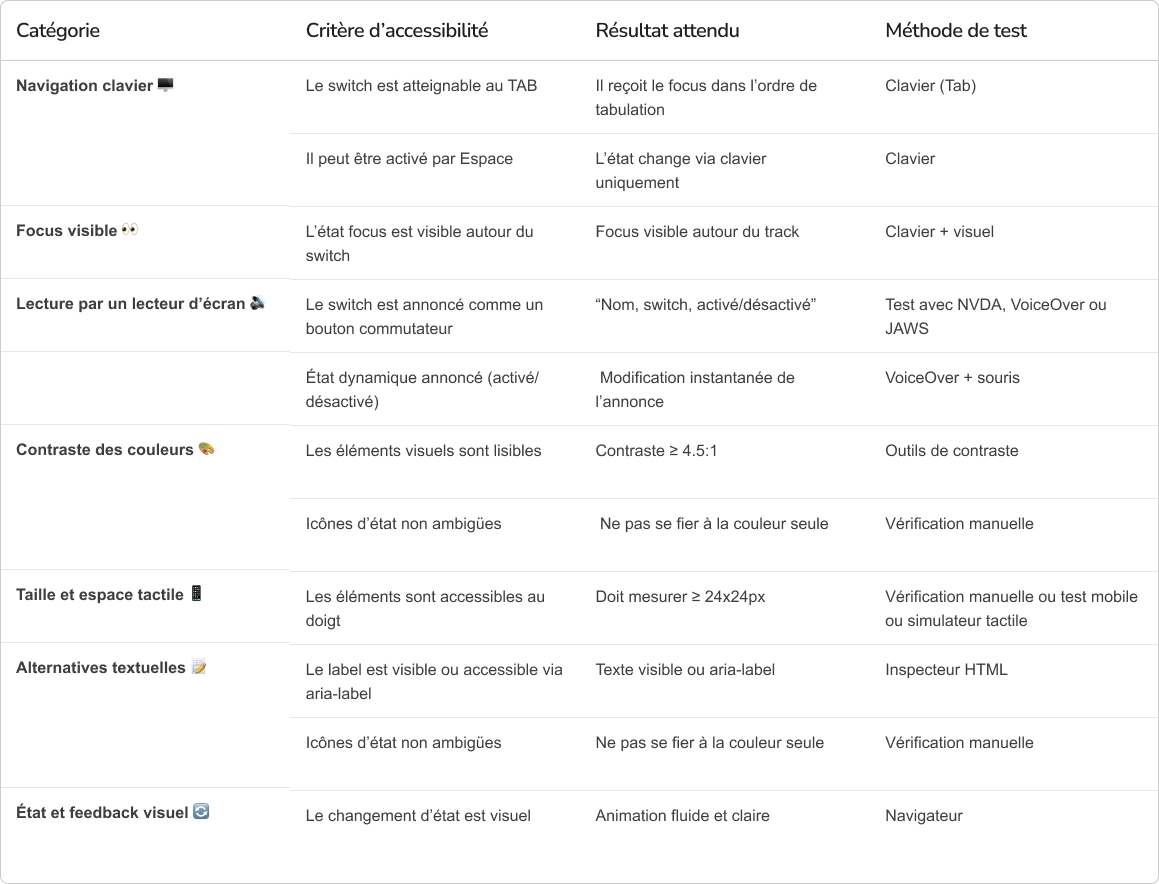 Catégorie
Critère d’accessibilité
Résultat attendu
Méthode de test
Navigation clavier 🖥️
Le switch est atteignable au TAB
Il reçoit le focus dans l’ordre de
tabulation
Clavier (Tab)
Il peut être activé par Espace
L’état change via clavier
uniquement
Clavier
Focus visible 👀
L’état focus est visible autour du
switch
Focus visible autour du track
Clavier + visuel
Lecture par un lecteur d’écran 🔊
Le switch est annoncé comme un
bouton commutateur
“Nom, switch, activé/désactivé”
Test avec NVDA, VoiceOver ou
JAWS
État dynamique annoncé (activé/
désactivé)
Modification instantanée de
l’annonce
VoiceOver + souris
Contraste des couleurs 🎨
Les éléments visuels sont lisibles
Contraste ≥ 4.5:1
Outils de contraste
Icônes d’état non ambigües
Ne pas se fier à la couleur seule
Vérification manuelle
Taille et espace tactile 📱
Les éléments sont accessibles au
doigt
Doit mesurer ≥ 24x24px
Vérification manuelle ou test mobile
ou simulateur tactile
Alternatives textuelles 📝
Le label est visible ou accessible via
aria-label
Texte visible ou aria-label
Inspecteur HTML
Icônes d’état non ambigües
Ne pas se fier à la couleur seule
Vérification manuelle
État et feedback visuel 🔄
Le changement d’état est visuel
Animation fluide et claire
Navigateur